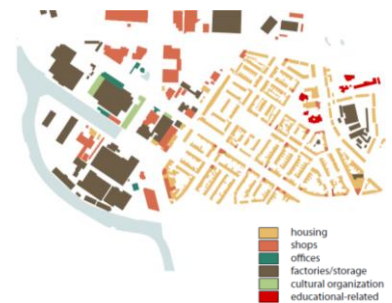 housing
shops
offices
factories/storage
cultural organization
educational-related